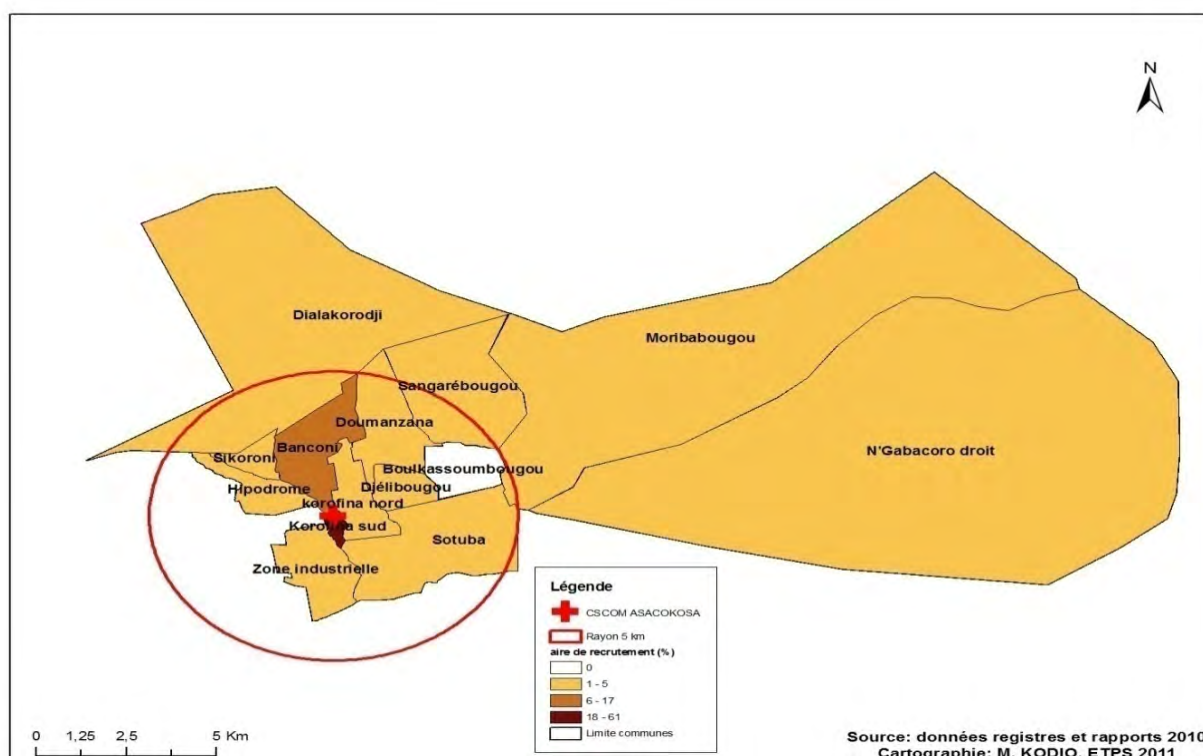 N
Dialakorodji
Moribabougou
Sangarébougou
Doumanzana
Banconi
N'Gabacoro droit
Sikoroni
Boulkassoumbougou
Hipodrome
Djélibougou
korofina nord
Korofina sud
Sotuba
Zone industrielle
Légende
CSCOM ASACOKOSA
Rayon 5 km
aire de recrutement (%)
0
1 - 5
6 - 17
18 - 61
Limite communes
0 1,25 2,5 5 Km
Source: données registres et rapports 2010
Cartographie: M. KODIO, ETPS 2011